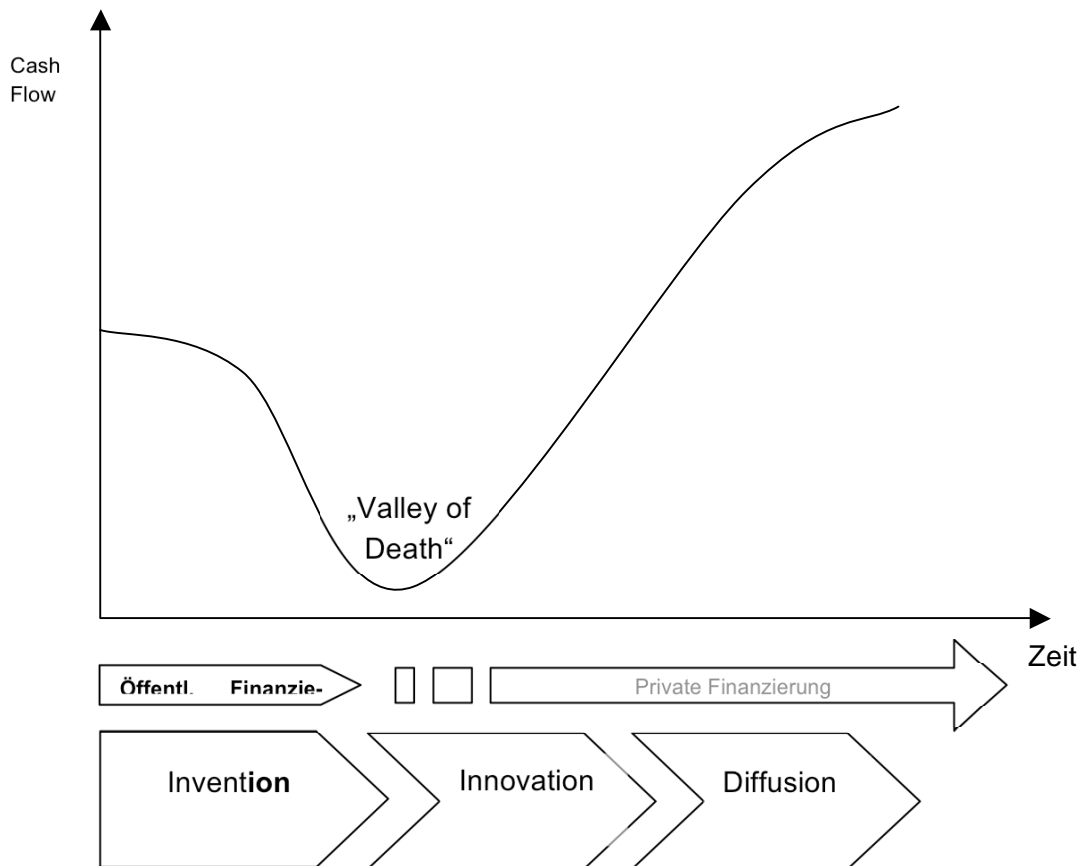 Cash
Flow
„Valley of
Death“
Zeit
Öffentl. Finanzie-
Private Finanzierung
Invention
Innovation
Diffusion